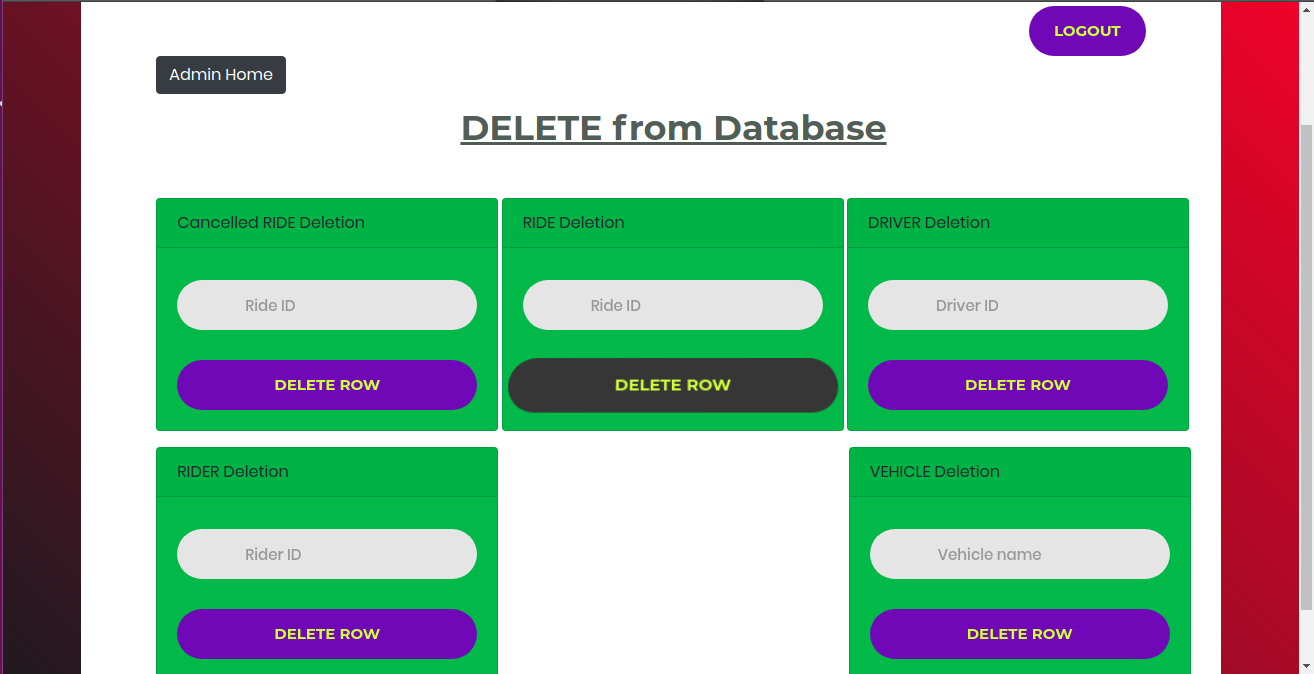 LOGOUT
Admin Home
DELETE from Database
Cancelled RIDE Deletion
Ride ID
DELETE ROW
RIDE Deletion
Ride ID
DELETE ROW
DRIVER Deletion
Driver ID
DELETE ROW
RIDER Deletion
Rider ID
DELETE ROW
VEHICLE Deletion
Vehicle name
DELETE ROW